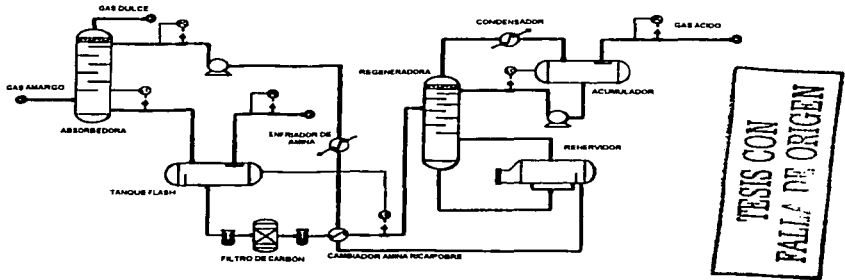 GAS DULCE
CONDENSADOR
GAS ACIDO
REGENERADORA
GAS AMARGO
ACUMULADOR
ABSORBEDORA
ENFRIADOR DE
AMINA
REHERVIDOR
TANQUE FLASH
FILTRO DE CARBÓN
CAMBIADOR AMINA RICA/POBRE
TESIS CON
FALLA DE ORIGEN